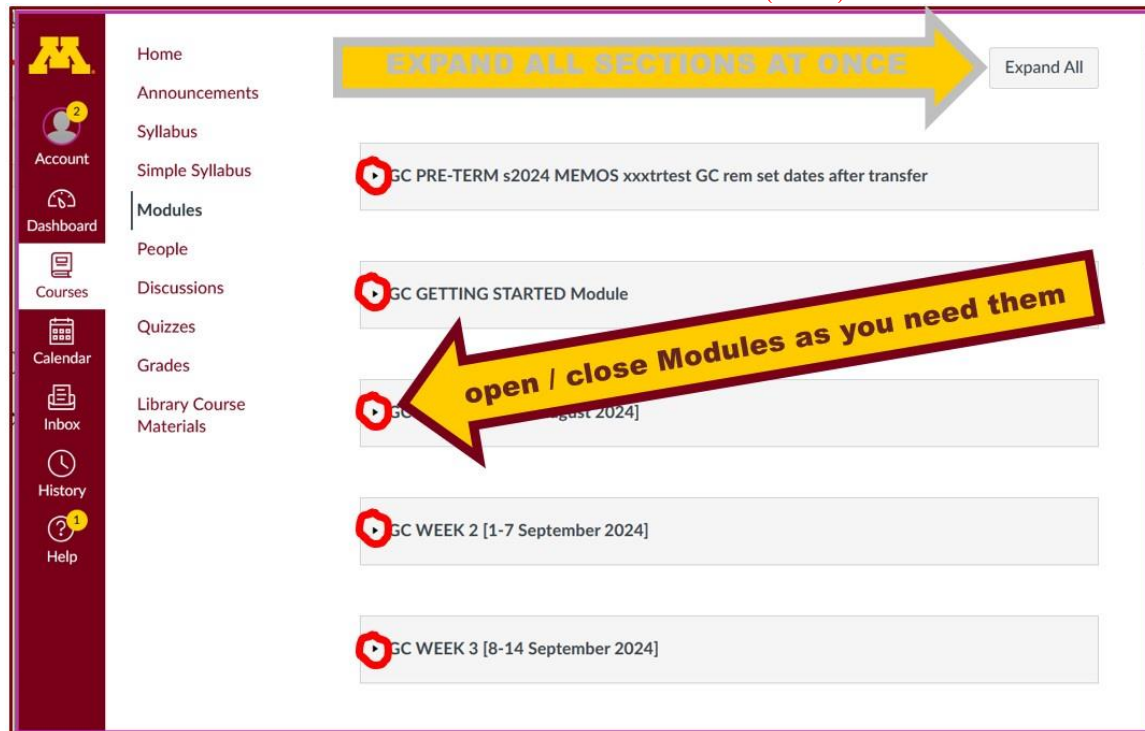 M
2
Account
Dashboard
Courses
Calendar
Inbox
History
1
Help
Home
Announcements
Syllabus
Simple Syllabus
Modules
People
Discussions
Quizzes
Grades
Library Course
Materials
EXPAND ALL SECTIONS AT ONCE
Expand All
GC PRE-TERM s2024 MEMOS xxxtrtest GC rem set dates after transfer
GC GETTING STARTED Module
open / close Modules as you need them
2024]
GC WEEK 2 [1-7 September 2024]
GC WEEK 3 [8-14 September 2024]